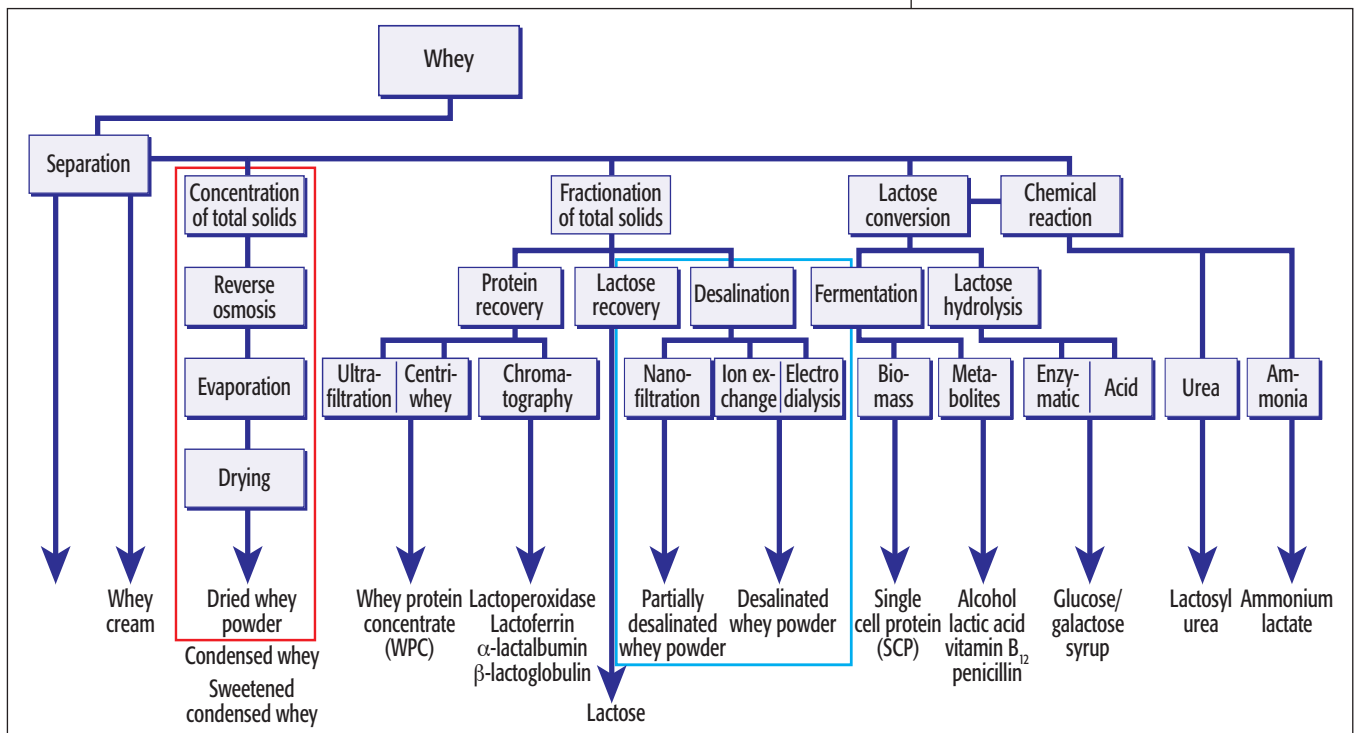 Whey
Separation
Concentration
of total solids
Fractionation
of total solids
Lactose
conversion
Chemical
reaction
Reverse
osmosis
Protein
recovery
Lactose
recovery
Desalination
Fermentation
Lactose
hydrolysis
Evaporation
Ultra-
filtration
Centri-
whey
Chroma-
tography
Nano-
filtration
Ion ex-
change
Electro
dialysis
Bio-
mass
Meta-
bolites
Enzy-
matic
Acid
Urea
Am-
monia
Drying
Whey
cream
Dried whey
powder
Condensed whey
Sweetened
condensed whey
Whey protein
concentrate
(WPC)
Lactoperoxidase
Lactoferrin
α-lactalbumin
β-lactoglobulin
Lactose
Partially
desalinated
whey powder
Desalinated
whey powder
Single
cell protein
(SCP)
Alcohol
lactic acid
vitamin B₁₂
penicillin
Glucose/
galactose
syrup
Lactosyl
urea
Ammonium
lactate